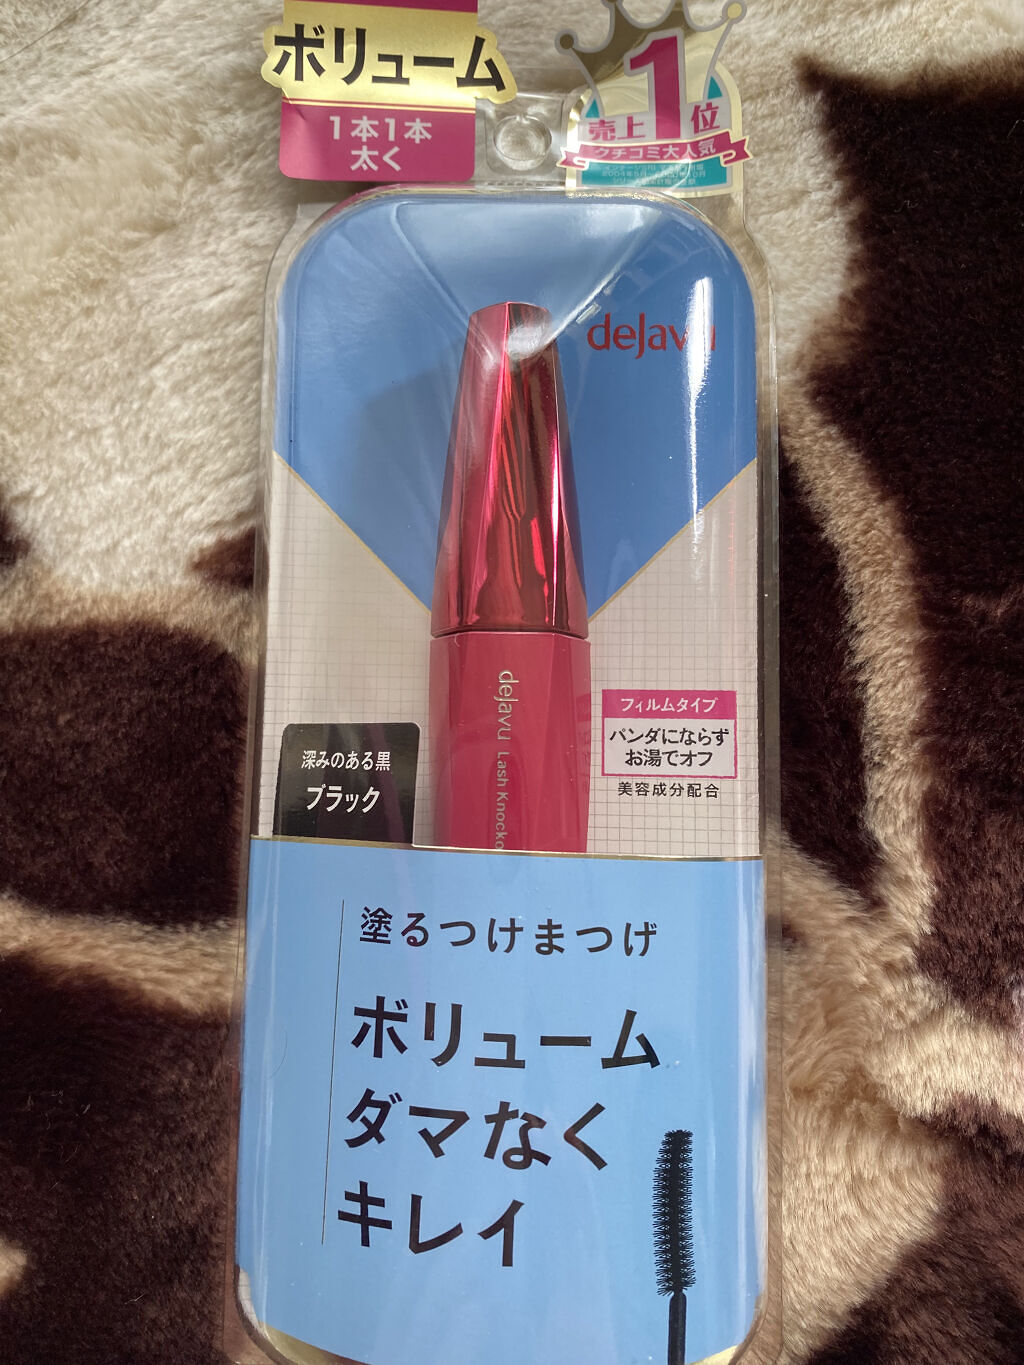 ボリューム
1本1本
太く
売上1位
クチコミ大人気
dejavu
dejavu Lash Knocko
フィルムタイプ
パンダにならず
お湯でオフ
美容成分配合
深みのある黒
ブラック
塗るつけまつげ
ボリューム
ダマなく
キレイ